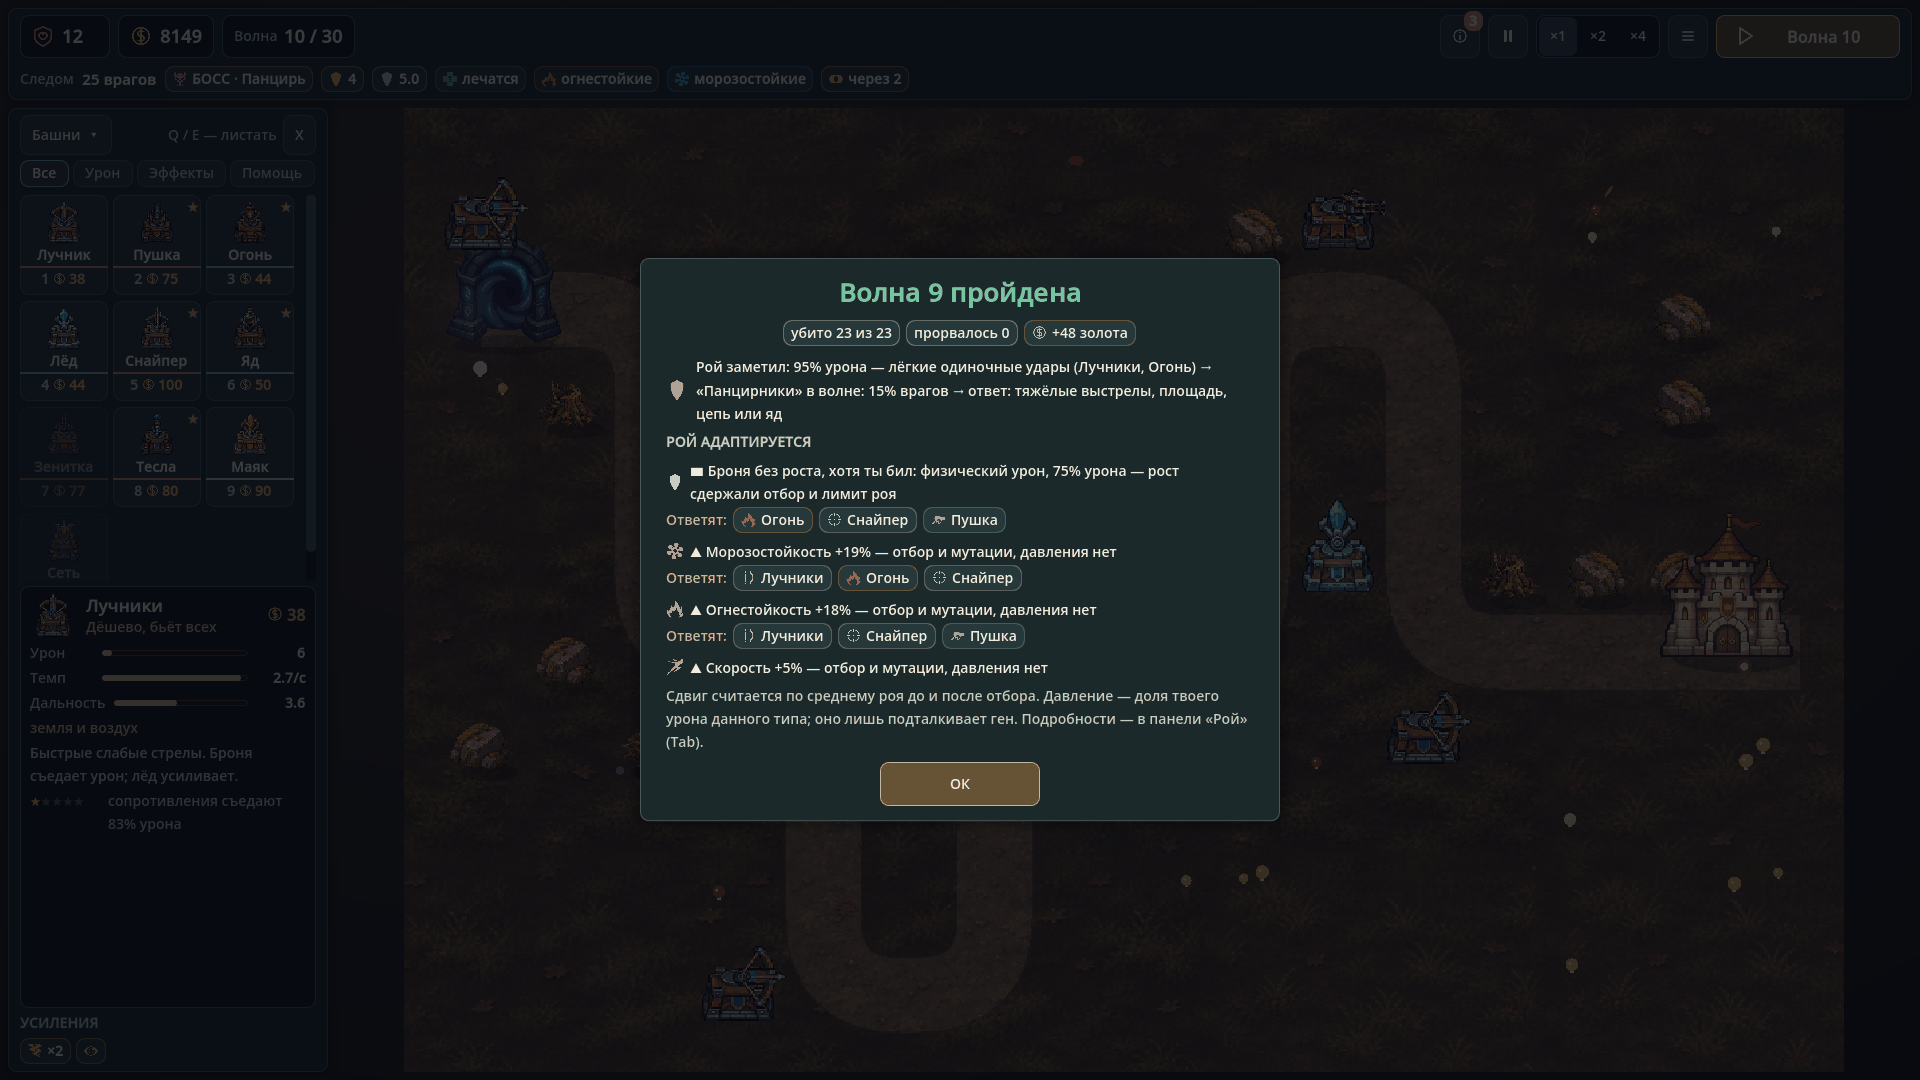 12
8149
Волна 10 / 30
3
×1
×2
×4
Волна 10
Следом 25 врагов
БОСС · Панцирь
4
5.0
лечатся
огнестойкие
морозостойкие
через 2
Башни
Q / E — листать
X
Все
Урон
Эффекты
Помощь
Лучник
Пушка
Огонь
1 38
2 75
3 44
Лёд
Снайпер
Яд
4 44
5 100
6 50
Зенитка
Тесла
Маяк
7 77
8 80
9 90
Сеть
Лучники
38
Дёшево, бьёт всех
Урон 6
Темп 2.7/с
Дальность 3.6
земля и воздух
Быстрые слабые стрелы. Броня
съедает урон; лёд усиливает.
сопротивления съедают
83% урона
УСИЛЕНИЯ
×2
Волна 9 пройдена
убито 23 из 23
прорвалось 0
+48 золота
Рой заметил: 95% урона — лёгкие одиночные удары (Лучники, Огонь) →
«Панцирники» в волне: 15% врагов → ответ: тяжёлые выстрелы, площадь,
цепь или яд
РОЙ АДАПТИРУЕТСЯ
Броня без роста, хотя ты бил: физический урон, 75% урона — рост
сдержали отбор и лимит роя
Ответят: Огонь Снайпер Пушка
▲ Морозостойкость +19% — отбор и мутации, давления нет
Ответят: Лучники Огонь Снайпер
▲ Огнестойкость +18% — отбор и мутации, давления нет
Ответят: Лучники Снайпер Пушка
▲ Скорость +5% — отбор и мутации, давления нет
Сдвиг считается по среднему роя до и после отбора. Давление — доля твоего
урона данного типа; оно лишь подталкивает ген. Подробности — в панели «Рой»
(Tab).
ОК